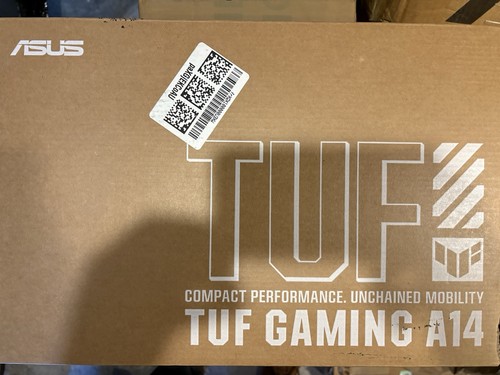 ASUS
TUF
COMPACT PERFORMANCE. UNCHAINED MOBILITY
TUF GAMING A14